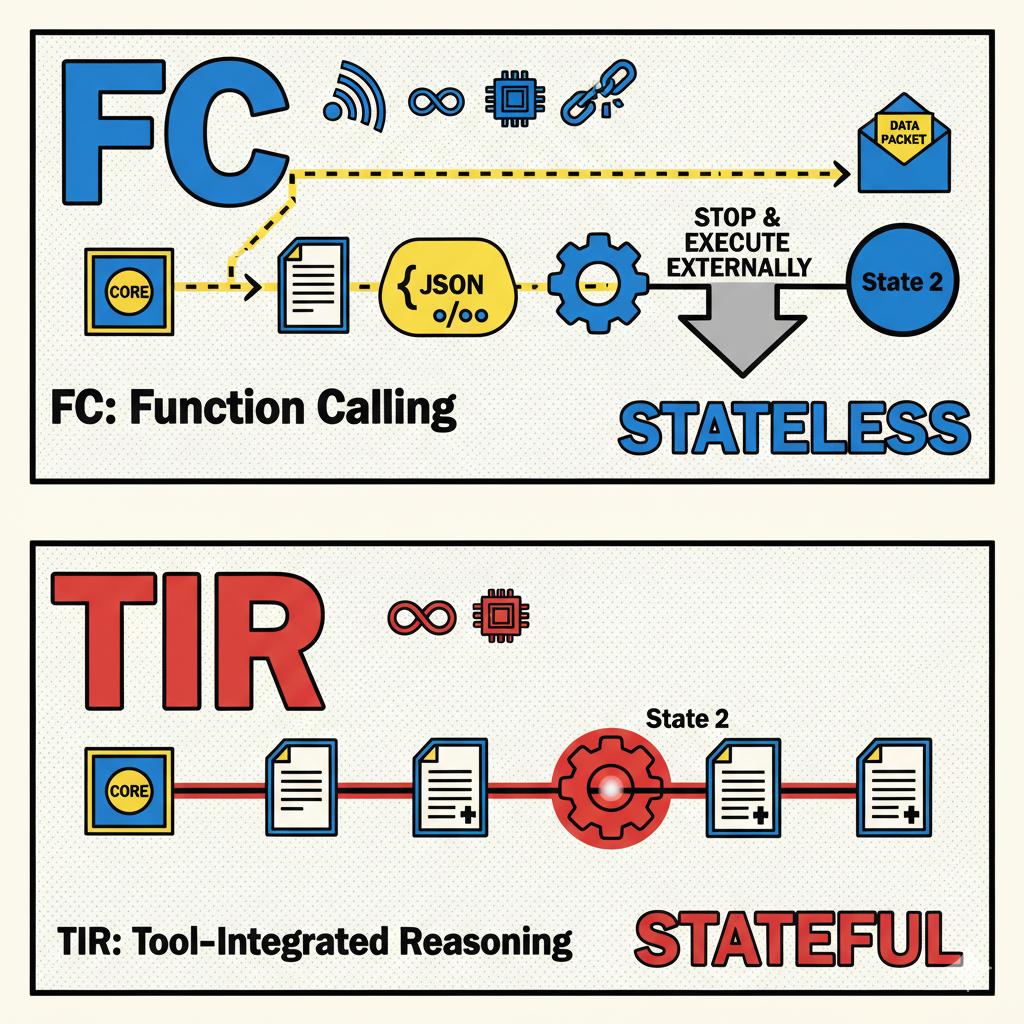 FC
DATA
PACKET
STOP &
EXECUTE
EXTERNALLY
CORE
{ JSON
o/oo
State 2
FC: Function Calling
STATELESS
TIR
State 2
CORE
TIR: Tool-Integrated Reasoning
STATEFUL